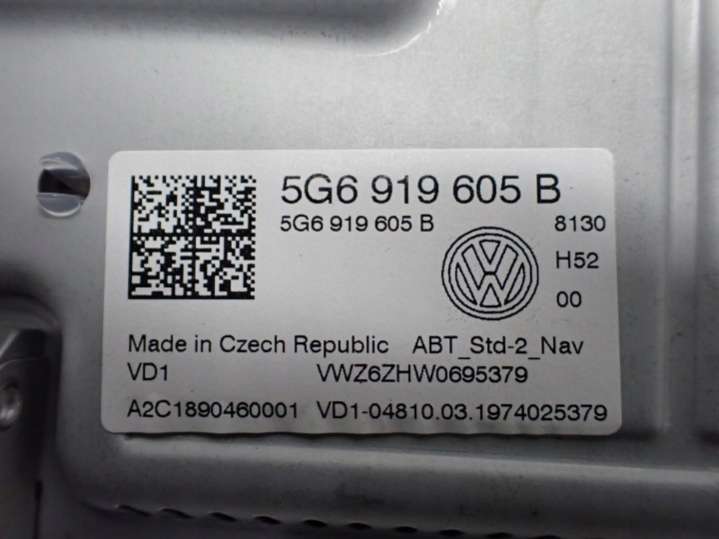 5G6 919 605 B
5G6 919 605 B 8130
H52
00
Made in Czech Republic ABT_Std-2_Nav
VD1 VWZ6ZHW0695379
A2C1890460001 VD1-04810.03.1974025379